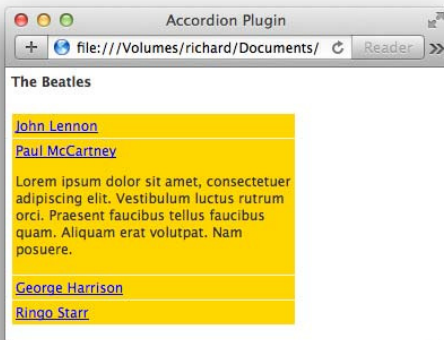 Accordion Plugin
file:///Volumes/richard/Documents/
Reader
The Beatles
John Lennon
Paul McCartney
Lorem ipsum dolor sit amet, consectetuer
adipiscing elit. Vestibulum luctus rutrum
orci. Praesent faucibus tellus faucibus
quam. Aliquam erat volutpat. Nam
posuere.
George Harrison
Ringo Starr